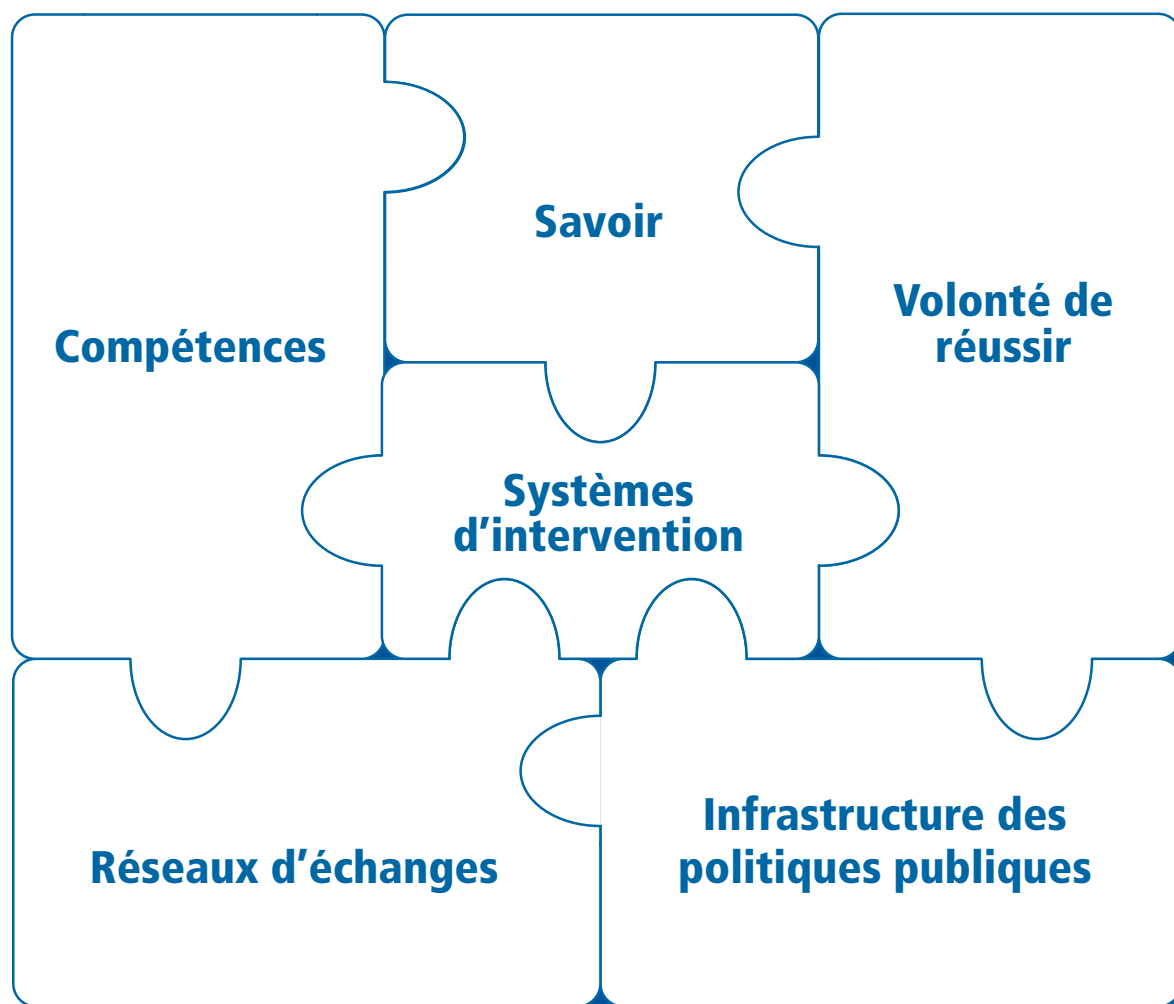 Savoir
Compétences
Volonté de
réussir
Systèmes
d’intervention
Réseaux d’échanges
Infrastructure des
politiques publiques